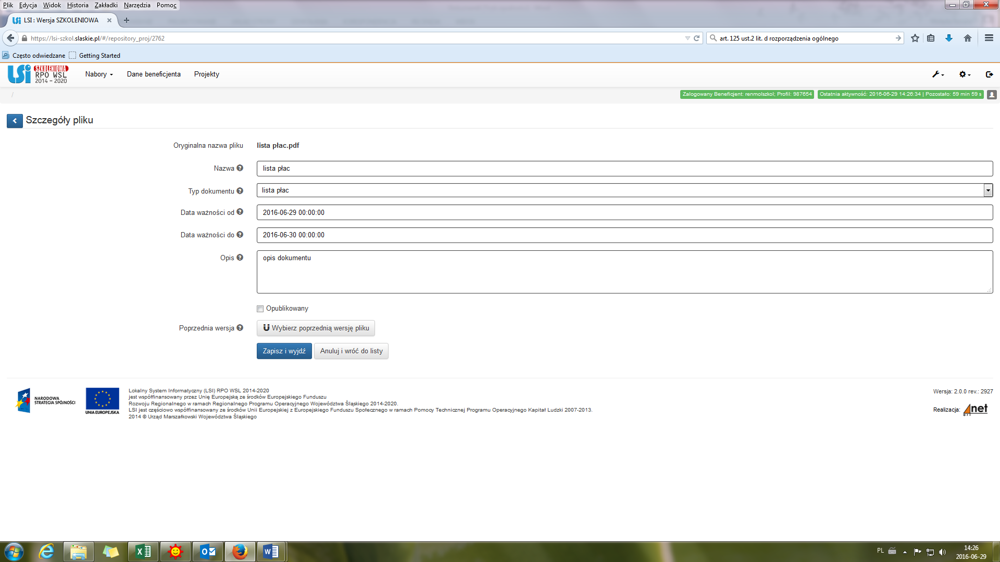 Plik Edycja Widok Historia Zakładki Narzędzia Pomoc
LSI : Wersja SZKOLENIOWA
https://lsi-szkol.slaskie.pl/#/repository_proj/2762
art. 125 ust.2 lit. d rozporządzenia ogólnego
Często odwiedzane Getting Started
LSI SZKOLENIOWA
RPO WSL
2014 - 2020
Nabory Dane beneficjenta Projekty
/
Zalogowany Beneficjent: renmolszkol; Profil: 987654 Ostatnia aktywność: 2016-06-29 14:26:34 | Pozostało: 59 min 59 s
Szczegóły pliku
Oryginalna nazwa pliku lista płac.pdf
Nazwa lista płac
Typ dokumentu lista płac
Data ważności od 2016-06-29 00:00:00
Data ważności do 2016-06-30 00:00:00
Opis opis dokumentu
Opublikowany
Poprzednia wersja Wybierz poprzednią wersję pliku
Zapisz i wyjdź Anuluj i wróć do listy
NARODOWA
STRATEGIA SPÓJNOŚCI
UNIA EUROPEJSKA
Lokalny System Informatyczny (LSI) RPO WSL 2014-2020
jest współfinansowany przez Unię Europejską ze środków Europejskiego Funduszu
Rozwoju Regionalnego w ramach Regionalnego Programu Operacyjnego Województwa Śląskiego 2014-2020.
LSI jest częściowo współfinansowany ze środków Unii Europejskiej z Europejskiego Funduszu Społecznego w ramach Pomocy Technicznej Programu Operacyjnego Kapitał Ludzki 2007-2013.
2014 © Urząd Marszałkowski Województwa Śląskiego
Wersja: 2.0.0 rev.: 2927
Realizacja: art 4net
PL
14:26
2016-06-29